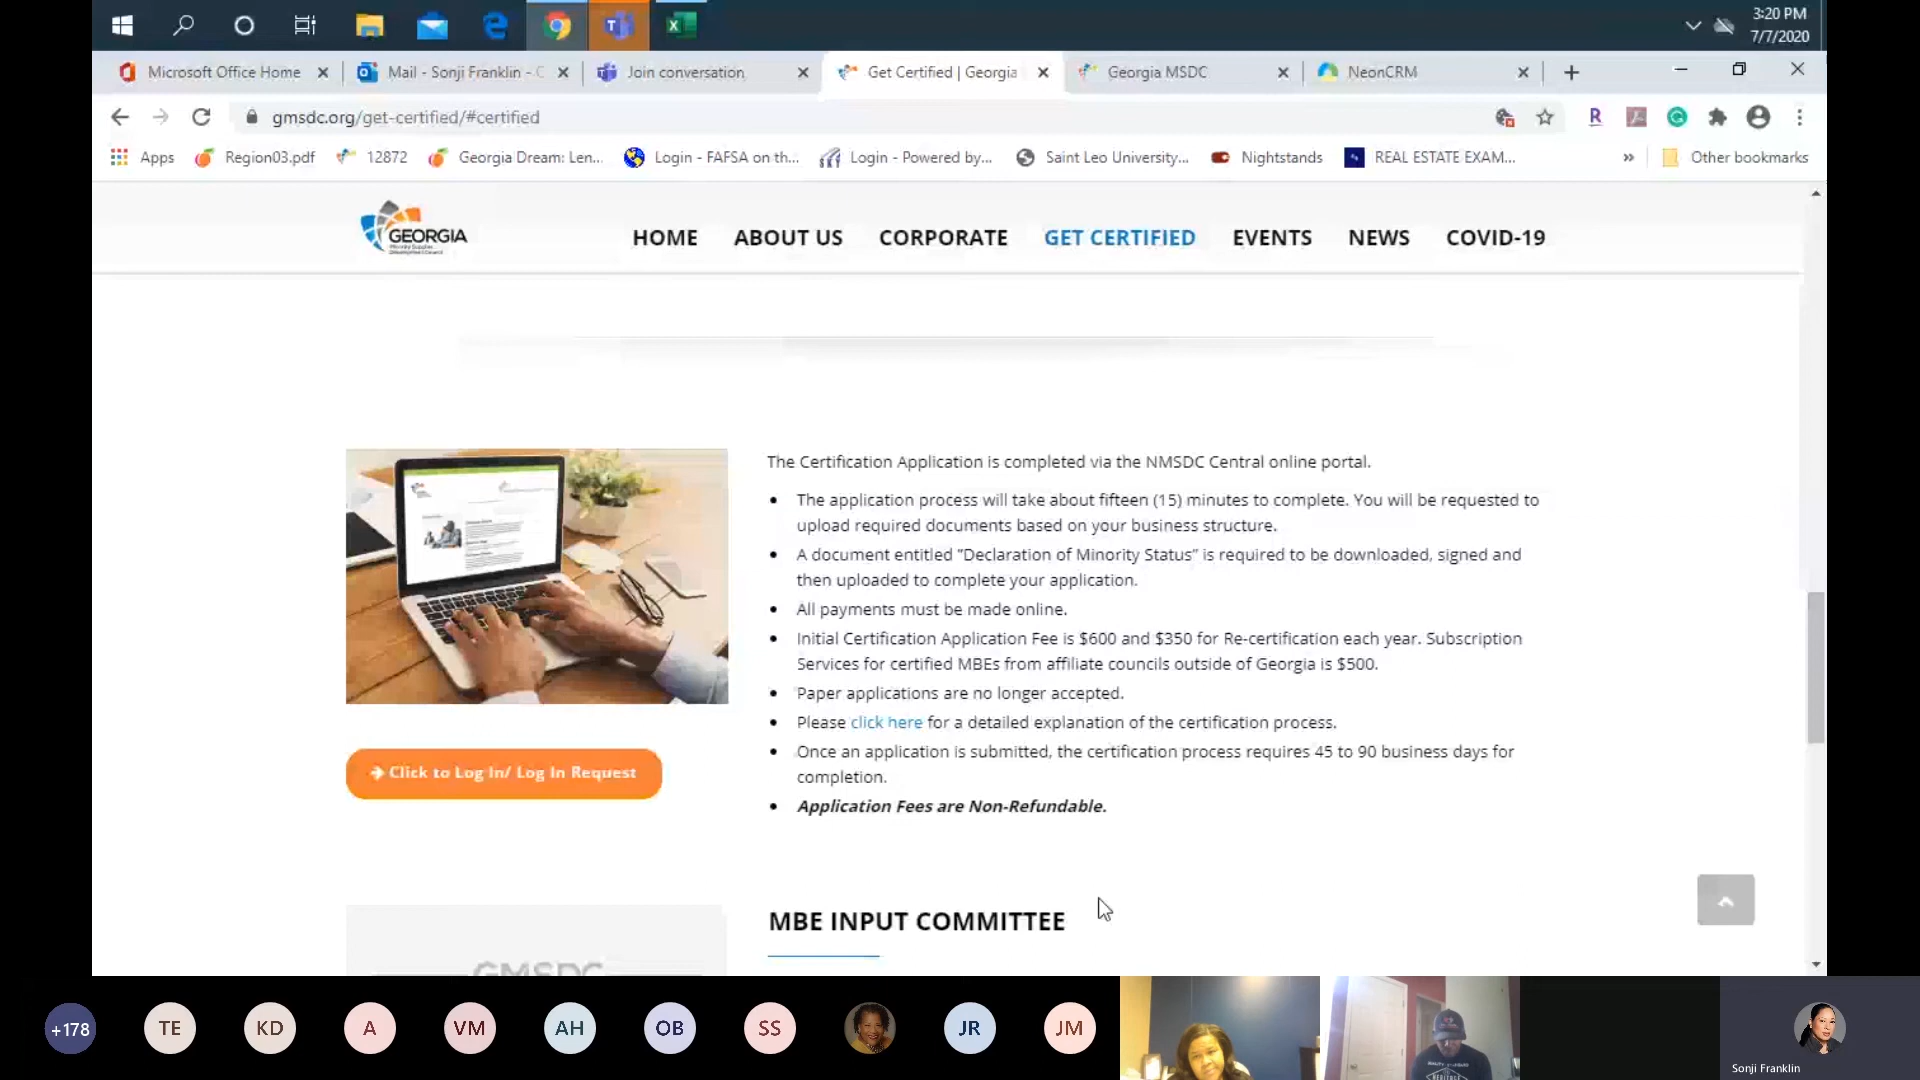 3:20 PM
7/7/2020
Microsoft Office Home
Mail - Sonji Franklin - C
Join conversation
Get Certified | Georgia
Georgia MSDC
NeonCRM
gmsdc.org/get-certified/#certified
Apps
Region03.pdf
12872
Georgia Dream: Len...
Login - FAFSA on th...
Login - Powered by...
Saint Leo University...
Nightstands
REAL ESTATE EXAM...
»
Other bookmarks
GEORGIA
HOME
ABOUT US
CORPORATE
GET CERTIFIED
EVENTS
NEWS
COVID-19
The Certification Application is completed via the NMSDC Central online portal.
• The application process will take about fifteen (15) minutes to complete. You will be requested to
upload required documents based on your business structure.
• A document entitled "Declaration of Minority Status" is required to be downloaded, signed and
then uploaded to complete your application.
• All payments must be made online.
• Initial Certification Application Fee is $600 and $350 for Re-certification each year. Subscription
Services for certified MBEs from affiliate councils outside of Georgia is $500.
• Paper applications are no longer accepted.
• Please click here for a detailed explanation of the certification process.
• Once an application is submitted, the certification process requires 45 to 90 business days for
completion.
• Application Fees are Non-Refundable.
Click to Log In/ Log In Request
MBE INPUT COMMITTEE
GMSDC
+178
TE
KD
A
VM
AH
OB
SS
JR
JM
Sonji Franklin